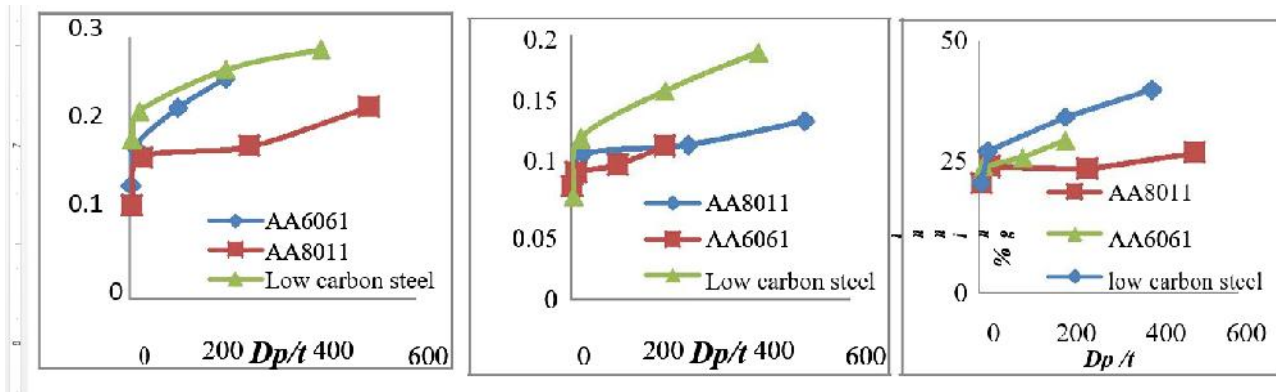 0.3
0.2
0.1
0
AA6061
AA8011
Low carbon steel
0 200 Dp/t 400 600
0.2
0.15
0.1
0.05
0
AA8011
AA6061
Low carbon steel
0 200 Dp/t 400 600
50
25
0
%
AA8011
AA6061
low carbon steel
0 200 400 600
Dp /t